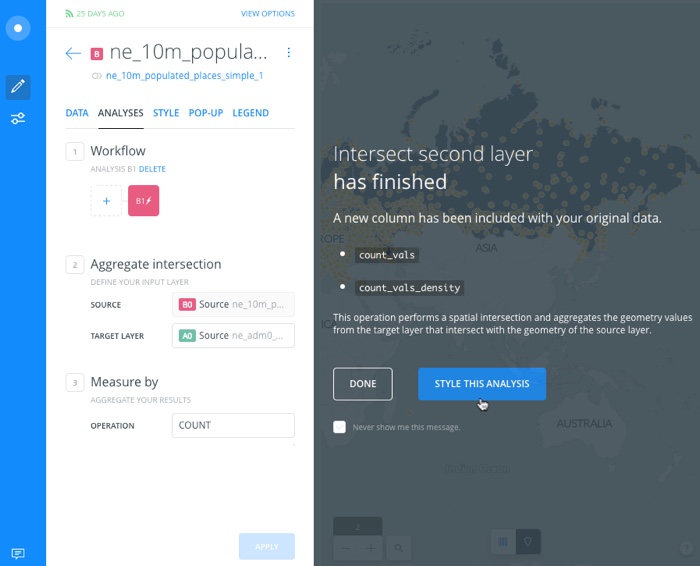 25 DAYS AGO
VIEW OPTIONS
B ne_10m_popula...
ne_10m_populated_places_simple_1
DATA ANALYSES STYLE POP-UP LEGEND
1 Workflow
ANALYSIS B1 DELETE
+ B1
2 Aggregate intersection
DEFINE YOUR INPUT LAYER
SOURCE B0 Source ne_10m_p...
TARGET LAYER A0 Source ne_adm0_...
3 Measure by
AGGREGATE YOUR RESULTS
OPERATION COUNT
APPLY
Intersect second layer
has finished
A new column has been included with your original data.
• count_vals
• count_vals_density
This operation performs a spatial intersection and aggregates the geometry values
from the target layer that intersect with the geometry of the source layer.
DONE STYLE THIS ANALYSIS
Never show me this message.
ASIA
AUSTRALIA
2
− +